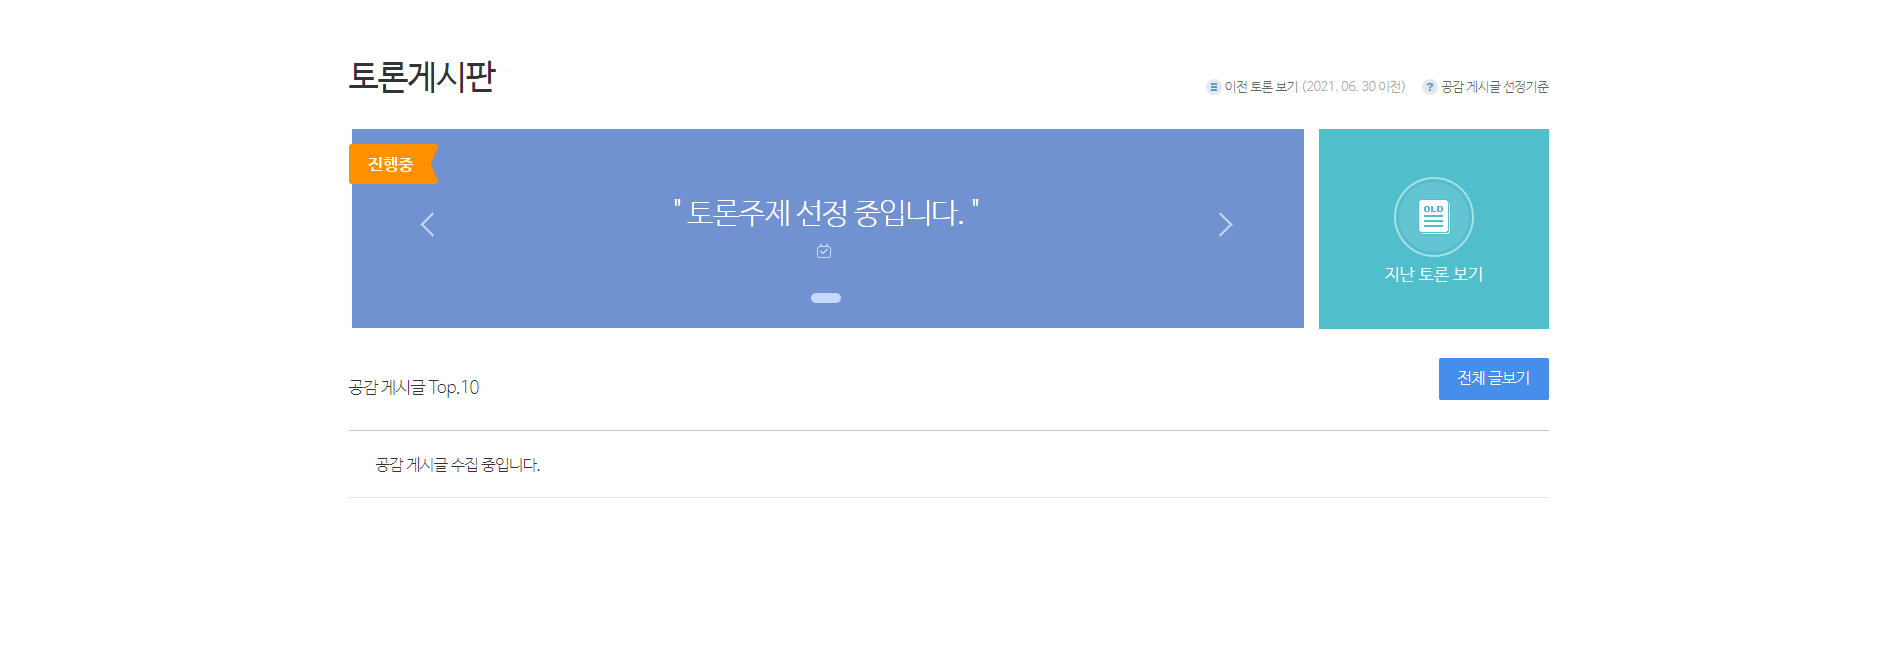 토론게시판
이전 토론 보기 (2021. 06. 30 이전)
공감 게시글 선정기준
진행중
" 토론주제 선정 중입니다. "
OLD
지난 토론 보기
공감 게시글 Top.10
전체 글보기
공감 게시글 수집 중입니다.